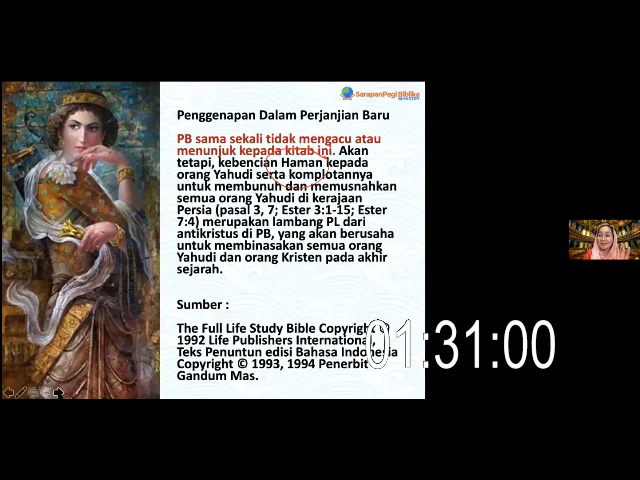 SarapanPagi Biblika
MINISTRY
Penggenapan Dalam Perjanjian Baru
PB sama sekali tidak mengacu atau
menunjuk kepada kitab ini. Akan
tetapi, kebencian Haman kepada
orang Yahudi serta komplotannya
untuk membunuh dan memusnahkan
semua orang Yahudi di kerajaan
Persia (pasal 3, 7; Ester 3:1-15; Ester
7:4) merupakan lambang PL dari
antikristus di PB, yang akan berusaha
untuk membinasakan semua orang
Yahudi dan orang Kristen pada akhir
sejarah.
Sumber :
The Full Life Study Bible Copyright ©
1992 Life Publishers International,
Teks Penuntun edisi Bahasa Indonesia
Copyright © 1993, 1994 Penerbit
Gandum Mas.
01:31:00